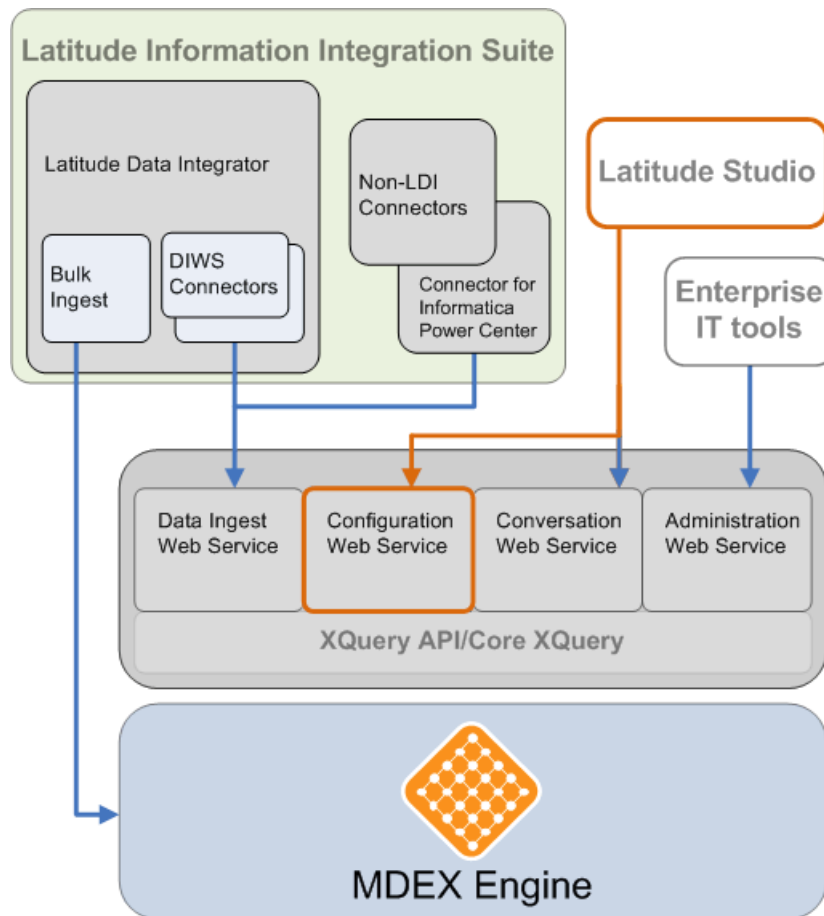 Latitude Information Integration Suite
Latitude Data Integrator
Bulk
Ingest
DIWS
Connectors
Non-LDI
Connectors
Connector for
Informatica
Power Center
Latitude Studio
Enterprise
IT tools
Data Ingest
Web Service
Configuration
Web Service
Conversation
Web Service
Administration
Web Service
XQuery API/Core XQuery
MDEX Engine